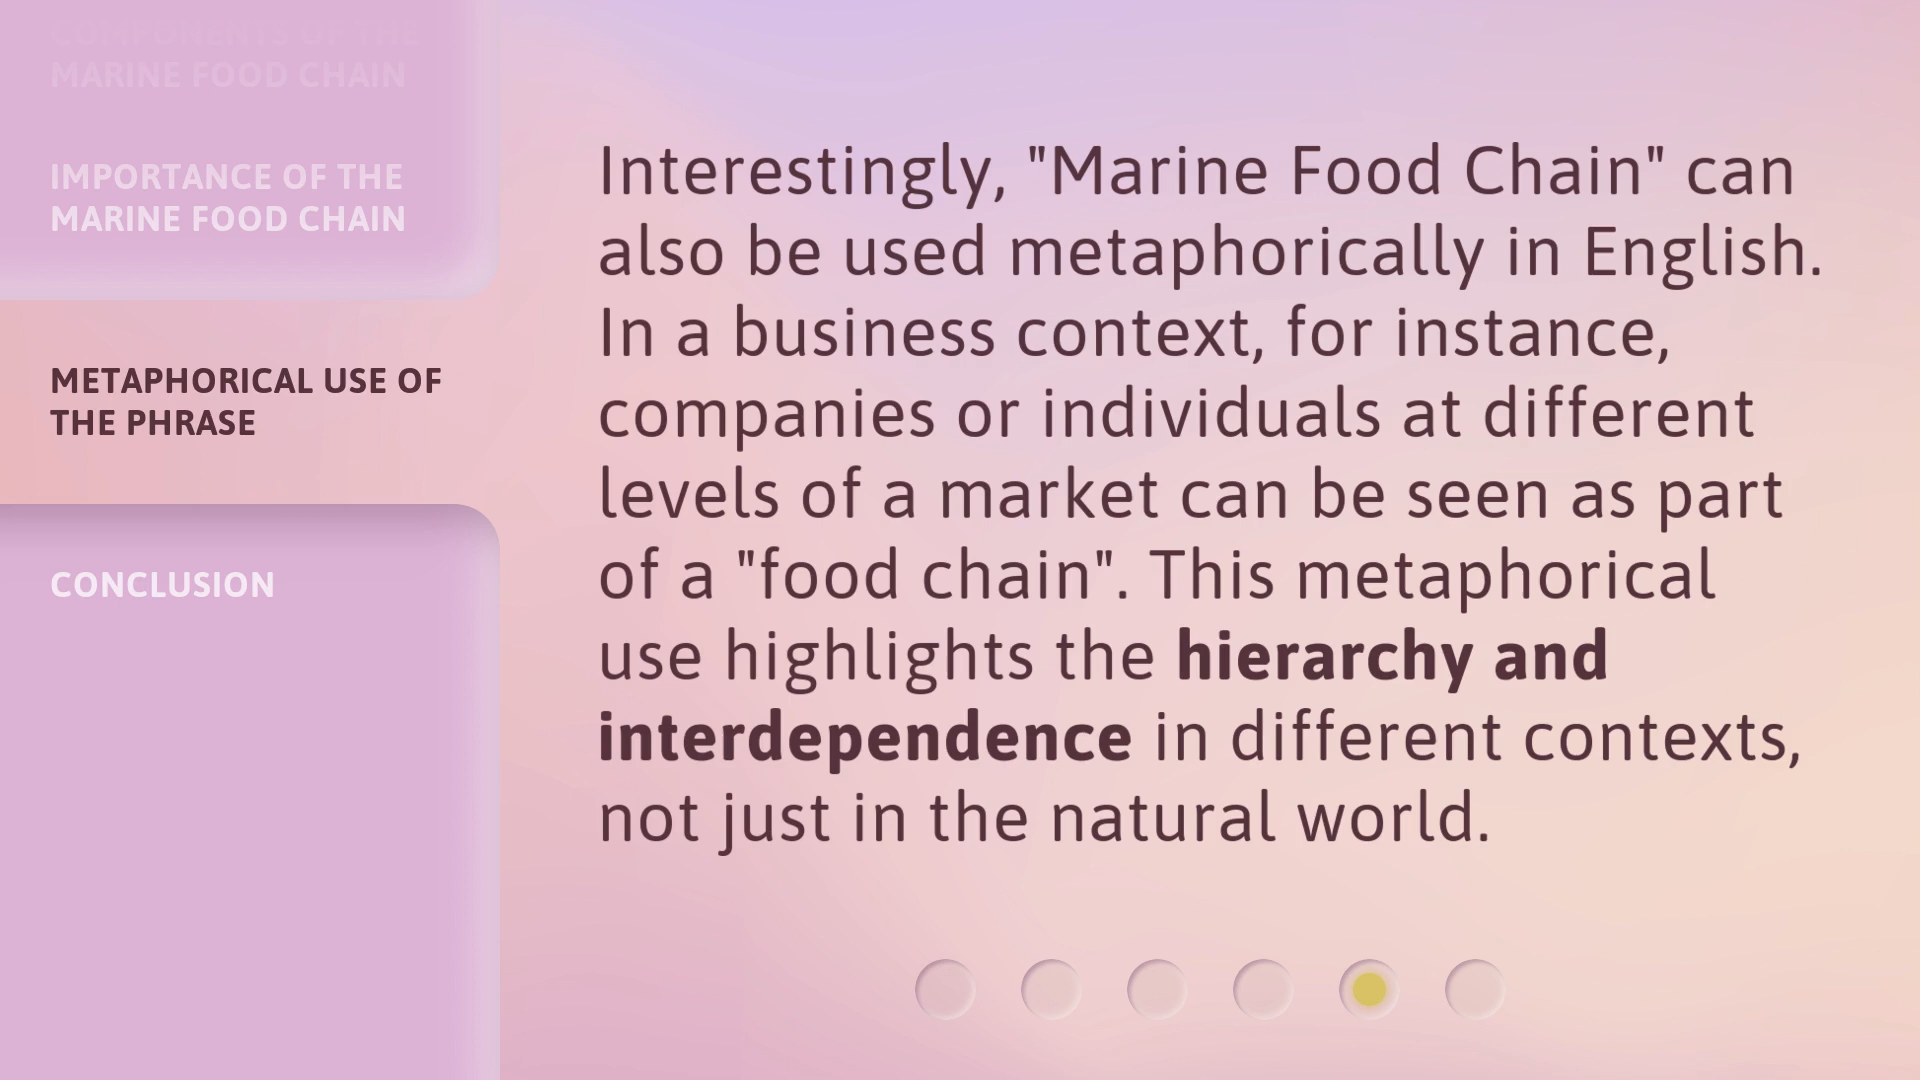 COMPONENTS OF THE
MARINE FOOD CHAIN
IMPORTANCE OF THE
MARINE FOOD CHAIN
METAPHORICAL USE OF
THE PHRASE
CONCLUSION
Interestingly, "Marine Food Chain" can
also be used metaphorically in English.
In a business context, for instance,
companies or individuals at different
levels of a market can be seen as part
of a "food chain". This metaphorical
use highlights the hierarchy and
interdependence in different contexts,
not just in the natural world.